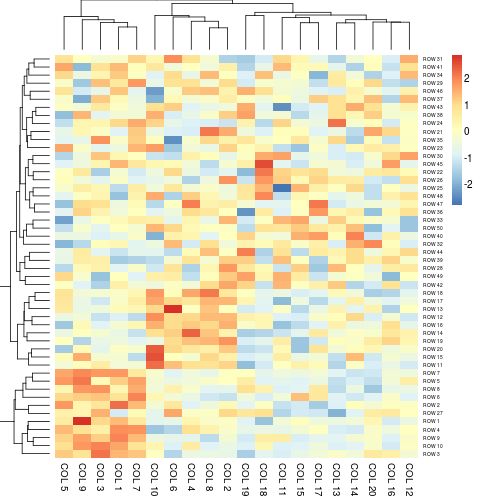 ROW 31
ROW 41
ROW 34
ROW 29
ROW 46
ROW 37
ROW 43
ROW 38
ROW 24
ROW 21
ROW 35
ROW 23
ROW 30
ROW 45
ROW 22
ROW 26
ROW 25
ROW 48
ROW 47
ROW 36
ROW 33
ROW 50
ROW 40
ROW 32
ROW 44
ROW 39
ROW 28
ROW 49
ROW 42
ROW 18
ROW 17
ROW 13
ROW 12
ROW 16
ROW 14
ROW 19
ROW 20
ROW 15
ROW 11
ROW 7
ROW 5
ROW 8
ROW 6
ROW 2
ROW 27
ROW 1
ROW 4
ROW 9
ROW 10
ROW 3
2
1
0
-1
-2
COL 5
COL 9
COL 3
COL 1
COL 7
COL 10
COL 6
COL 4
COL 8
COL 2
COL 19
COL 18
COL 11
COL 15
COL 17
COL 13
COL 14
COL 20
COL 16
COL 12